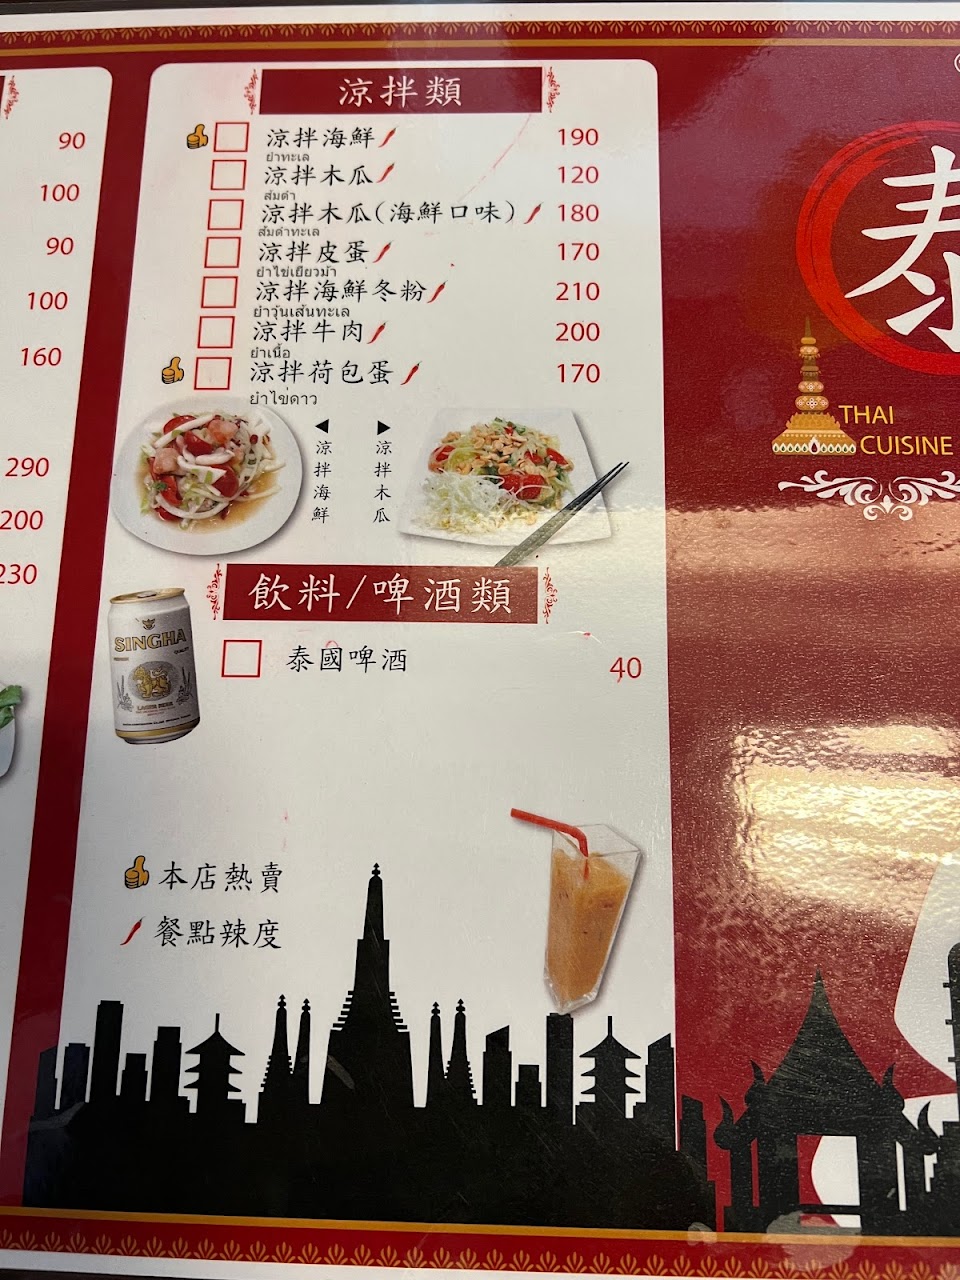 90
100
90
100
160
290
200
230
涼拌類
涼拌海鮮 190
ยำทะเล
涼拌木瓜 120
ส้มตำ
涼拌木瓜(海鮮口味) 180
ส้มตำทะเล
涼拌皮蛋 170
ยำไข่เยี่ยวม้า
涼拌海鮮冬粉 210
ยำวุ้นเส้นทะเล
涼拌牛肉 200
ยำเนื้อ
涼拌荷包蛋 170
ยำไข่ดาว
◀ 涼拌海鮮
▶ 涼拌木瓜
飲料/啤酒類
SINGHA
LAGER BEER
泰國啤酒 40
本店熱賣
餐點辣度
泰
THAI
CUISINE